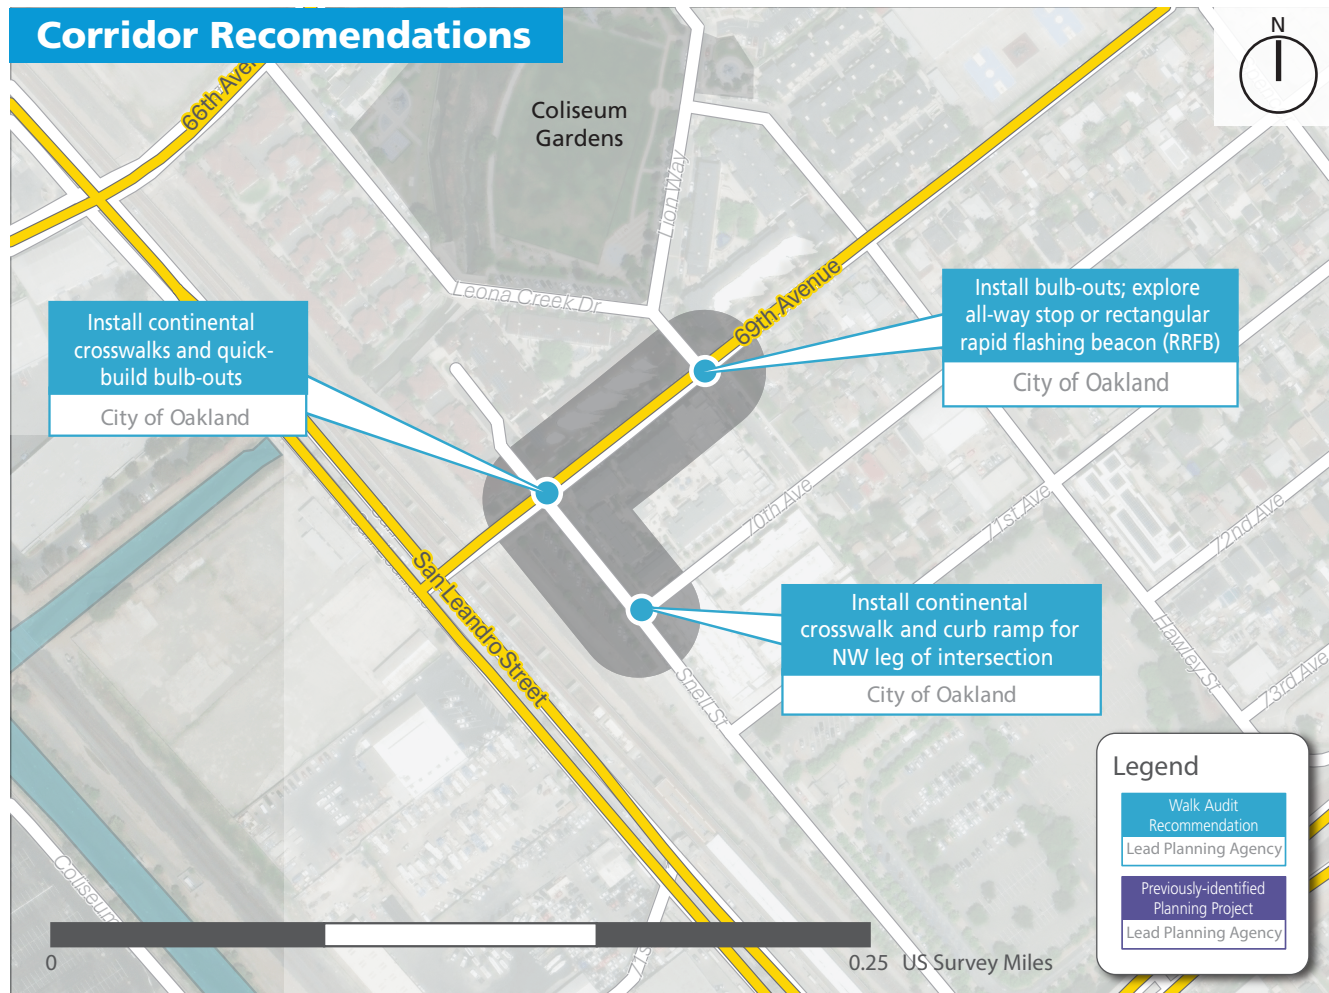 Corridor Recomendations
N
66th Aven
Coliseum
Gardens
Lion Way
Leona Creek Dr
69th Avenue
Install bulb-outs; explore
all-way stop or rectangular
rapid flashing beacon (RRFB)
City of Oakland
Install continental
crosswalks and quick-
build bulb-outs
City of Oakland
70th Ave
71st Ave
72nd Ave
73rd Ave
Hawley St
San Leandro Street
Snell St
Install continental
crosswalk and curb ramp for
NW leg of intersection
City of Oakland
Coliseum
71s
Legend
Walk Audit
Recommendation
Lead Planning Agency
Previously-identified
Planning Project
Lead Planning Agency
0
0.25 US Survey Miles